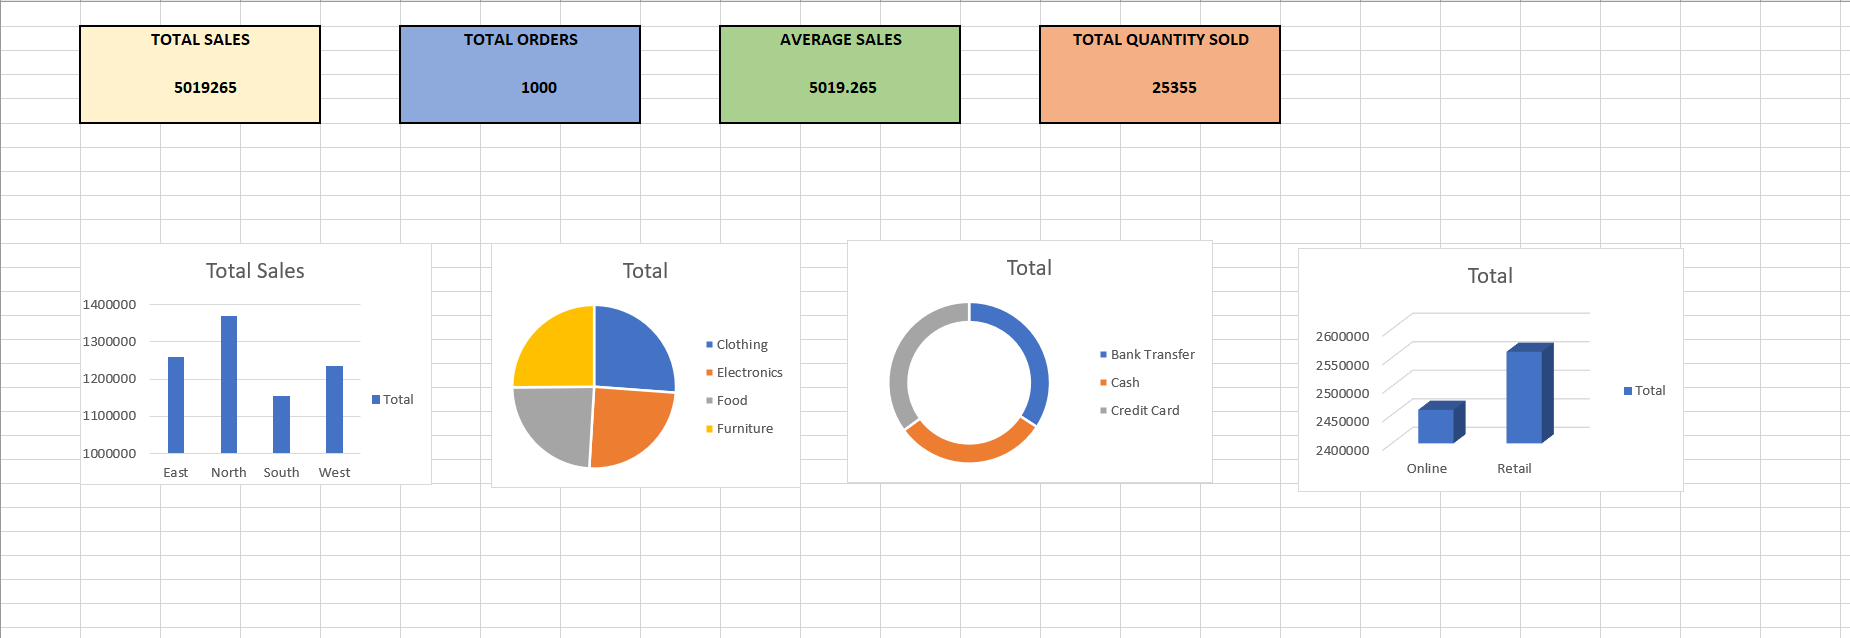 TOTAL SALES
5019265
TOTAL ORDERS
1000
AVERAGE SALES
5019.265
TOTAL QUANTITY SOLD
25355
Total Sales
1400000
1300000
1200000
1100000
1000000
East North South West
Total
Total
Clothing
Electronics
Food
Furniture
Total
Bank Transfer
Cash
Credit Card
Total
2600000
2550000
2500000
2450000
2400000
Online Retail
Total